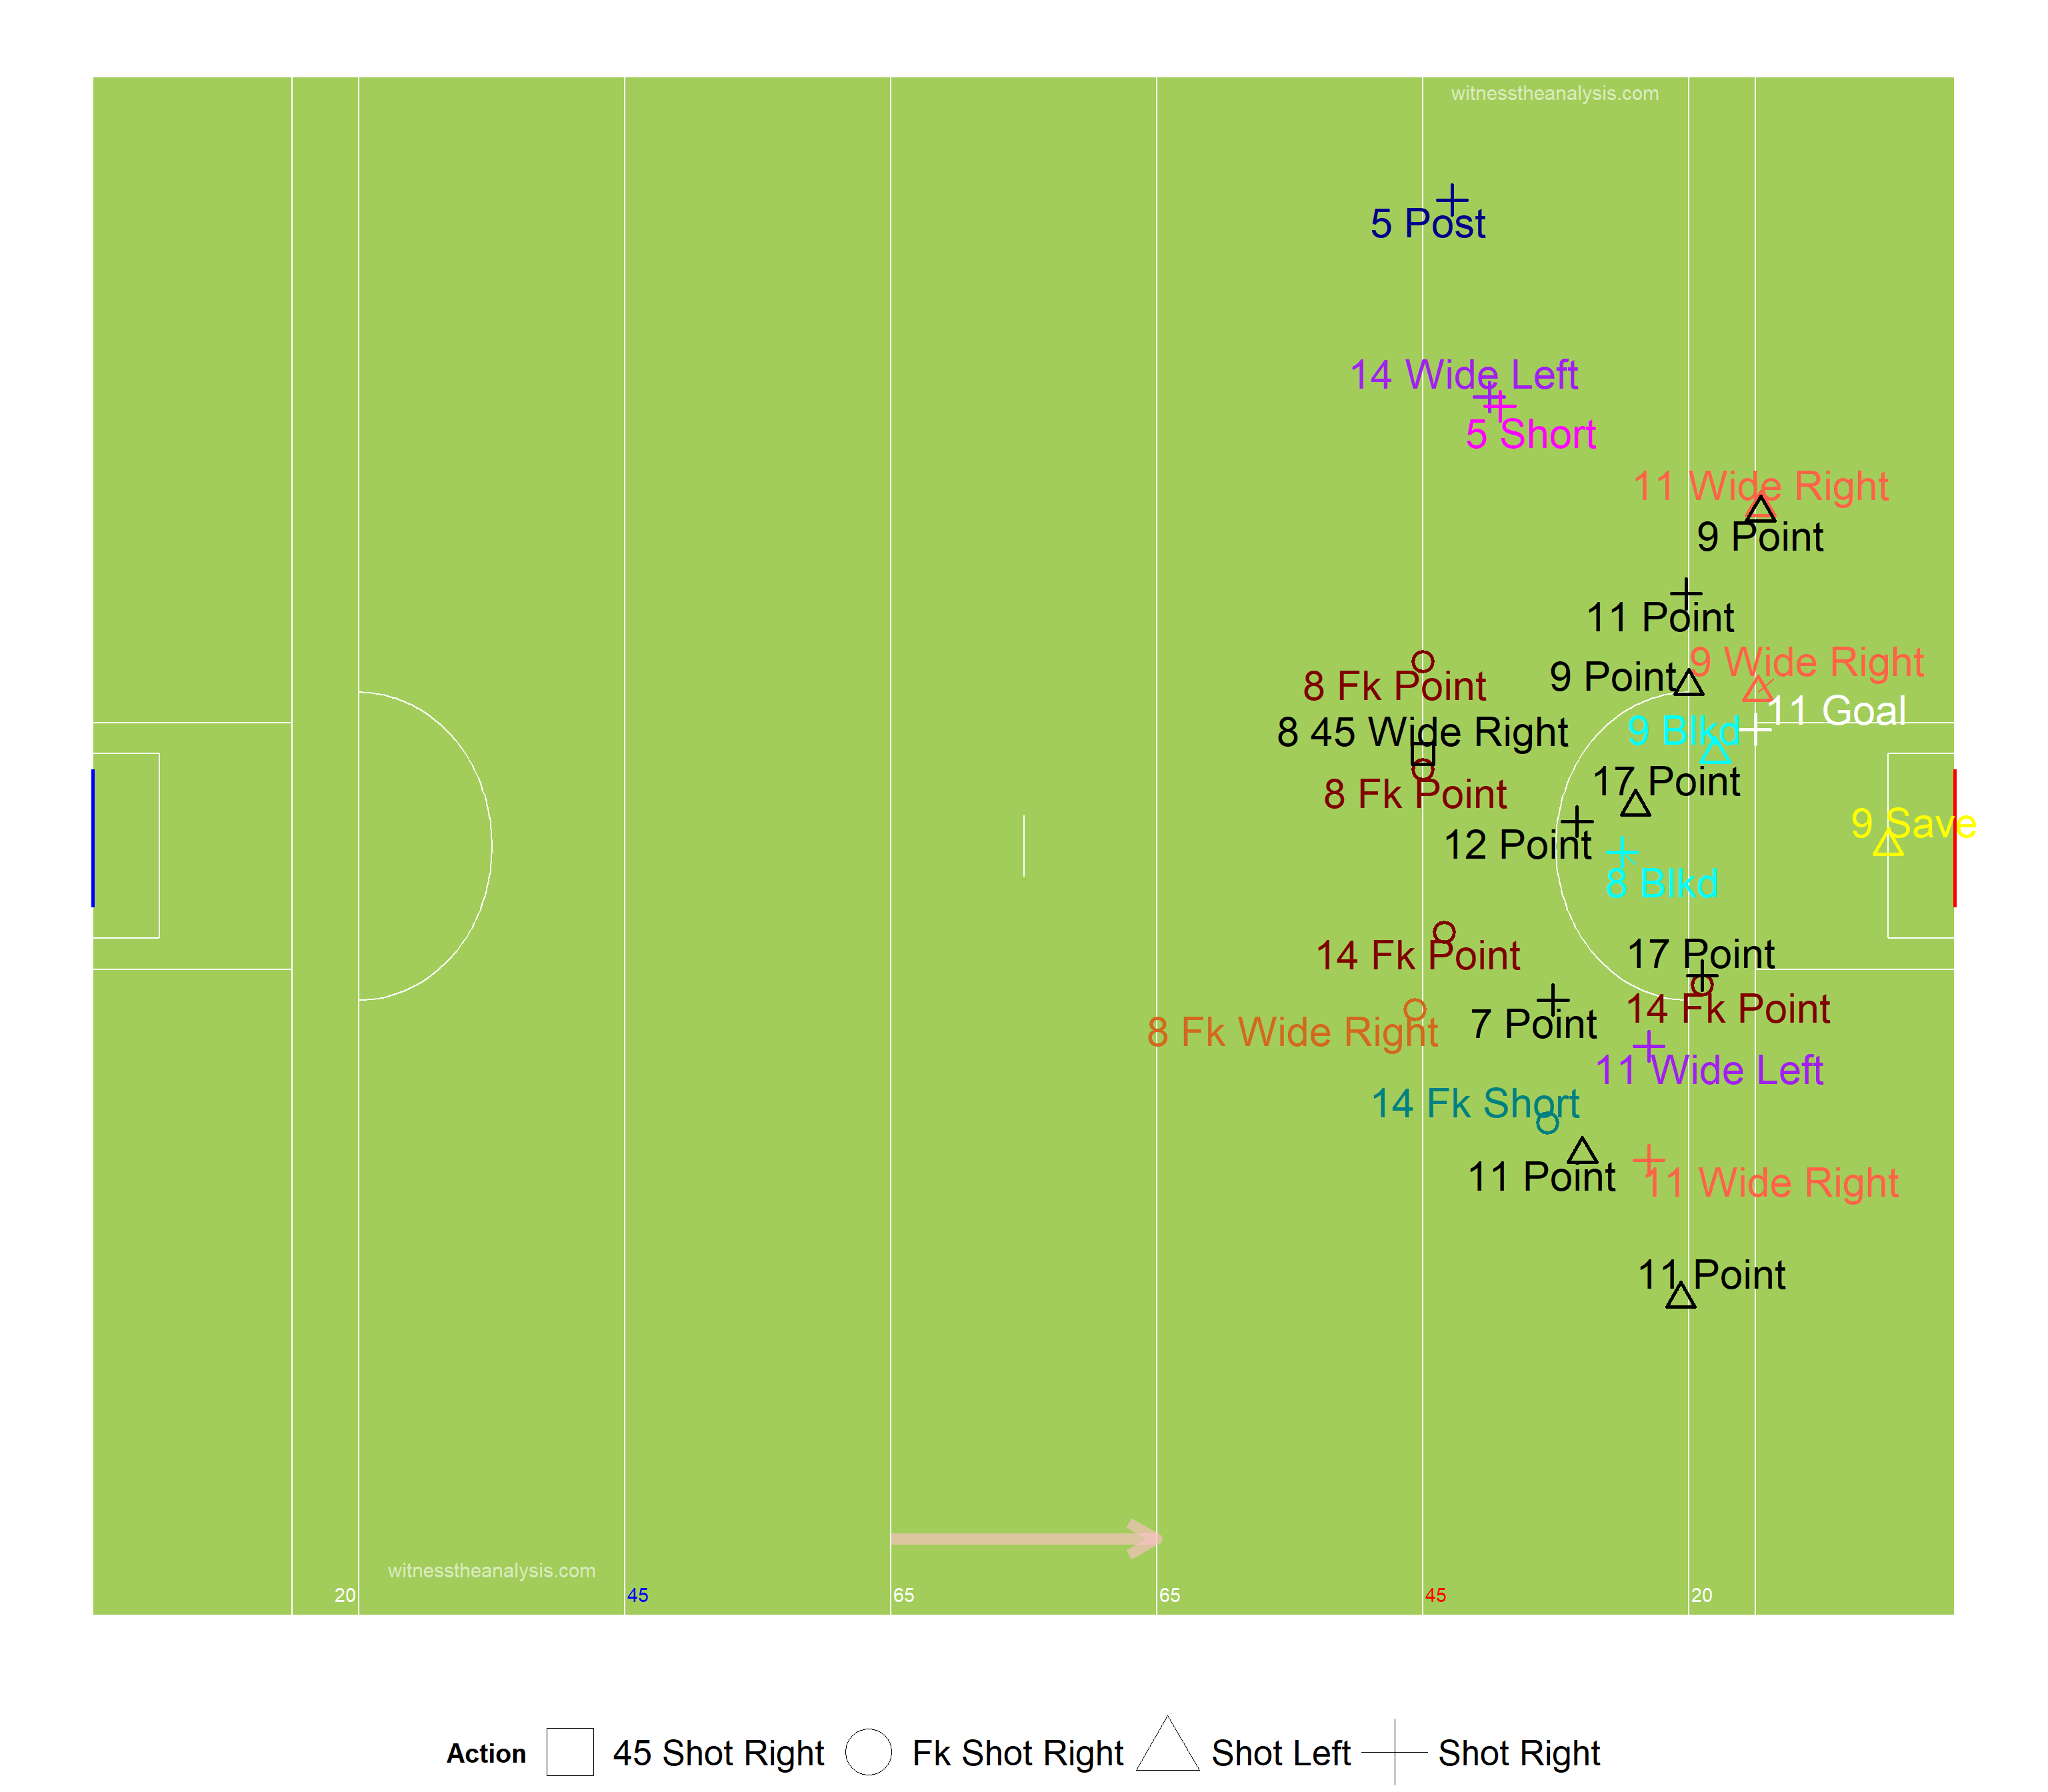 witnesstheanalysis.com
5 Post
14 Wide Left
5 Short
11 Wide Right
9 Point
11 Point
9 Wide Right
9 Point
8 Fk Point
11 Goal
8 45 Wide Right
9 Blkd
17 Point
8 Fk Point
9 Save
12 Point
8 Blkd
14 Fk Point
17 Point
14 Fk Point
7 Point
8 Fk Wide Right
11 Wide Left
14 Fk Short
11 Point
11 Wide Right
11 Point
witnesstheanalysis.com
20 45 65 65 45 20
Action 45 Shot Right Fk Shot Right Shot Left Shot Right